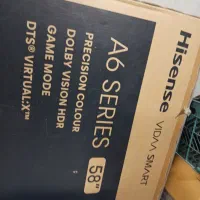 Hisense VIDAA SMART
A6 SERIES 58"
PRECISION COLOUR
DOLBY VISION HDR
GAME MODE
DTS® VIRTUAL:X™